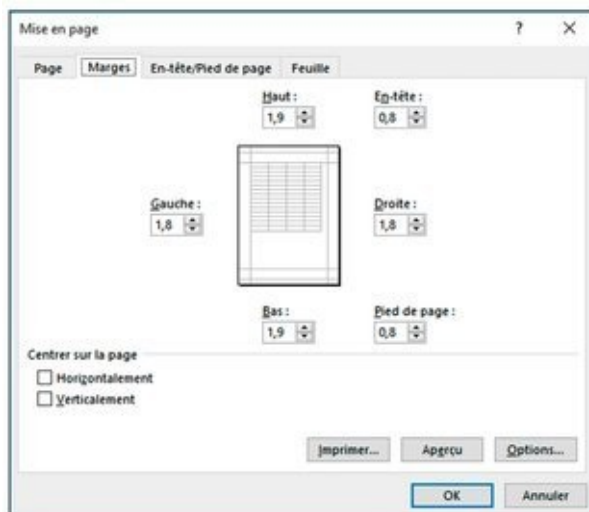 Mise en page ? ×
Page Marges En-tête/Pied de page Feuille
Haut : En-tête :
1,9 0,8
Gauche : Droite :
1,8 1,8
Bas : Pied de page :
1,9 0,8
Centrer sur la page
Horizontalement
Verticalement
Imprimer... Aperçu Options...
OK Annuler